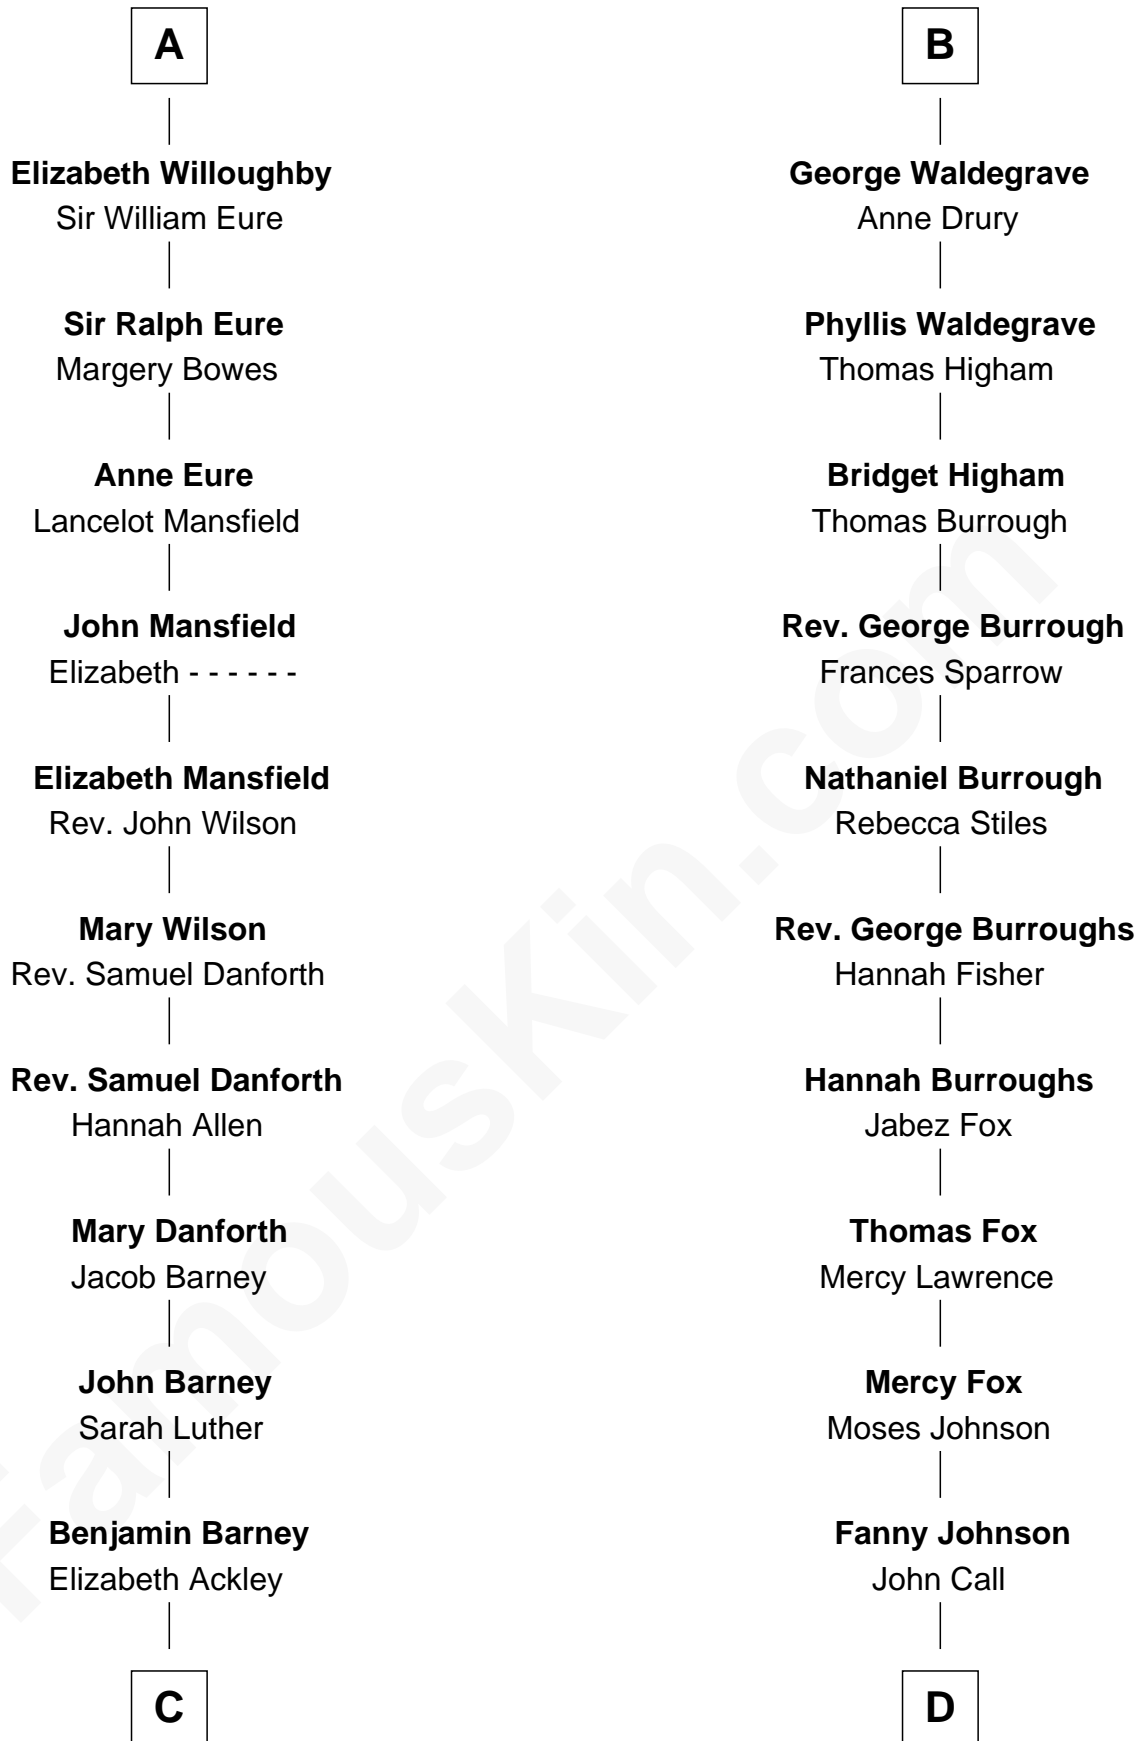 A
Elizabeth Willoughby
Sir William Eure
Sir Ralph Eure
Margery Bowes
Anne Eure
Lancelot Mansfield
John Mansfield
Elizabeth - - - - - -
Elizabeth Mansfield
Rev. John Wilson
Mary Wilson
Rev. Samuel Danforth
Rev. Samuel Danforth
Hannah Allen
Mary Danforth
Jacob Barney
John Barney
Sarah Luther
Benjamin Barney
Elizabeth Ackley
C
B
George Waldegrave
Anne Drury
Phyllis Waldegrave
Thomas Higham
Bridget Higham
Thomas Burrough
Rev. George Burrough
Frances Sparrow
Nathaniel Burrough
Rebecca Stiles
Rev. George Burroughs
Hannah Fisher
Hannah Burroughs
Jabez Fox
Thomas Fox
Mercy Lawrence
Mercy Fox
Moses Johnson
Fanny Johnson
John Call
D
FamousKin.com